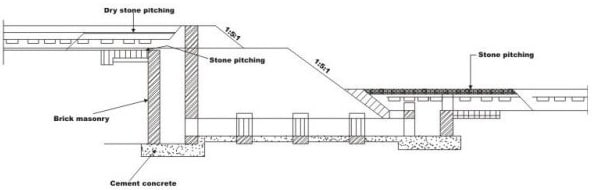 Dry stone pitching
1:5:1
Stone pitching
1:5:1
Stone pitching
Brick masonry
Cement concrete